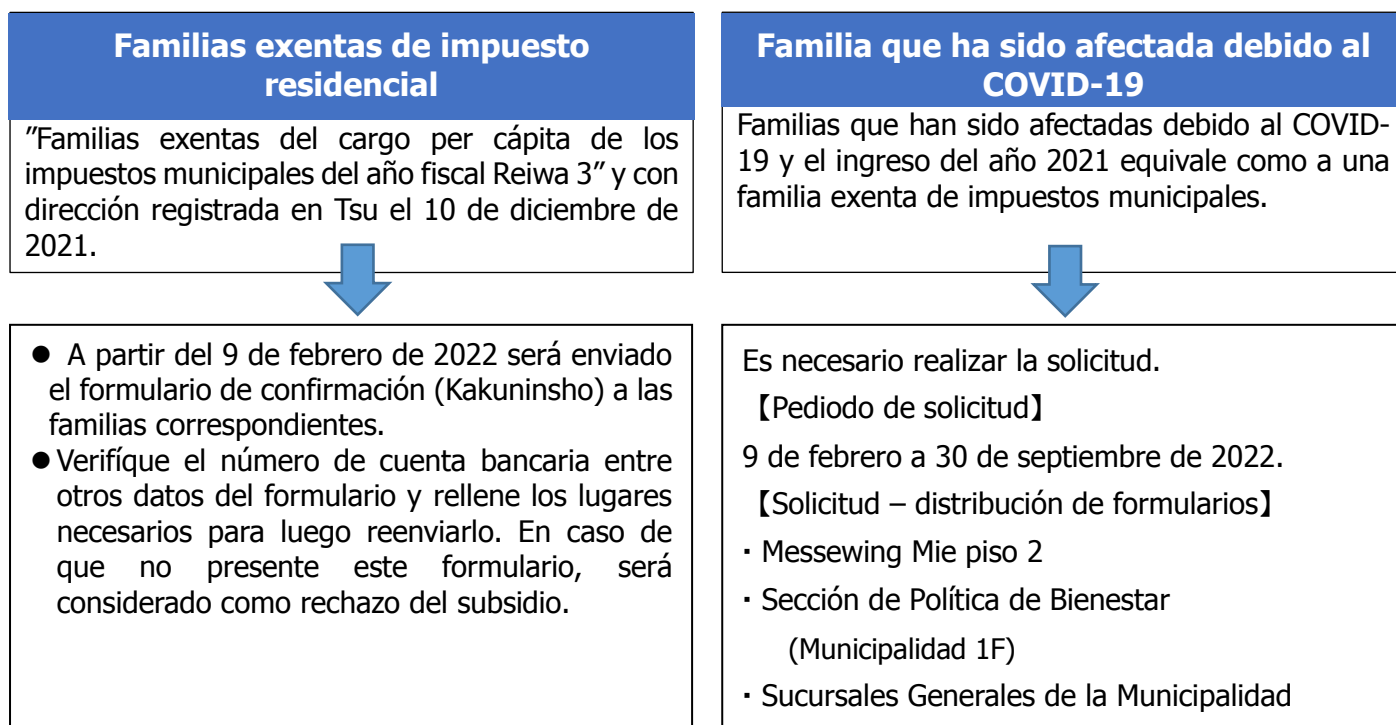 Familias exentas de impuesto
residencial
”Familias exentas del cargo per cápita de los
impuestos municipales del año fiscal Reiwa 3” y con
dirección registrada en Tsu el 10 de diciembre de
2021.
● A partir del 9 de febrero de 2022 será enviado
el formulario de confirmación (Kakuninsho) a las
familias correspondientes.
● Verifíque el número de cuenta bancaria entre
otros datos del formulario y rellene los lugares
necesarios para luego reenviarlo. En caso de
que no presente este formulario, será
considerado como rechazo del subsidio.
Familia que ha sido afectada debido al
COVID-19
Familias que han sido afectadas debido al COVID-
19 y el ingreso del año 2021 equivale como a una
familia exenta de impuestos municipales.
Es necesario realizar la solicitud.
【Pediodo de solicitud】
9 de febrero a 30 de septiembre de 2022.
【Solicitud – distribución de formularios】
・Messewing Mie piso 2
・Sección de Política de Bienestar
(Municipalidad 1F)
・Sucursales Generales de la Municipalidad